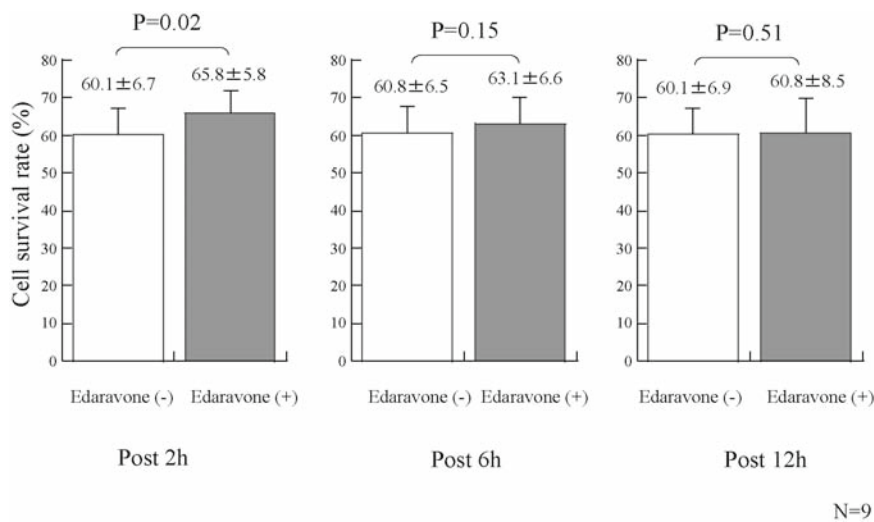 P=0.02
60.1±6.7
65.8±5.8
80
70
60
50
40
30
20
10
0
Cell survival rate (%)
Edaravone (-)
Edaravone (+)
Post 2h
P=0.15
60.8±6.5
63.1±6.6
80
70
60
50
40
30
20
10
0
Edaravone (-)
Edaravone (+)
Post 6h
P=0.51
60.1±6.9
60.8±8.5
80
70
60
50
40
30
20
10
0
Edaravone (-)
Edaravone (+)
Post 12h
N=9